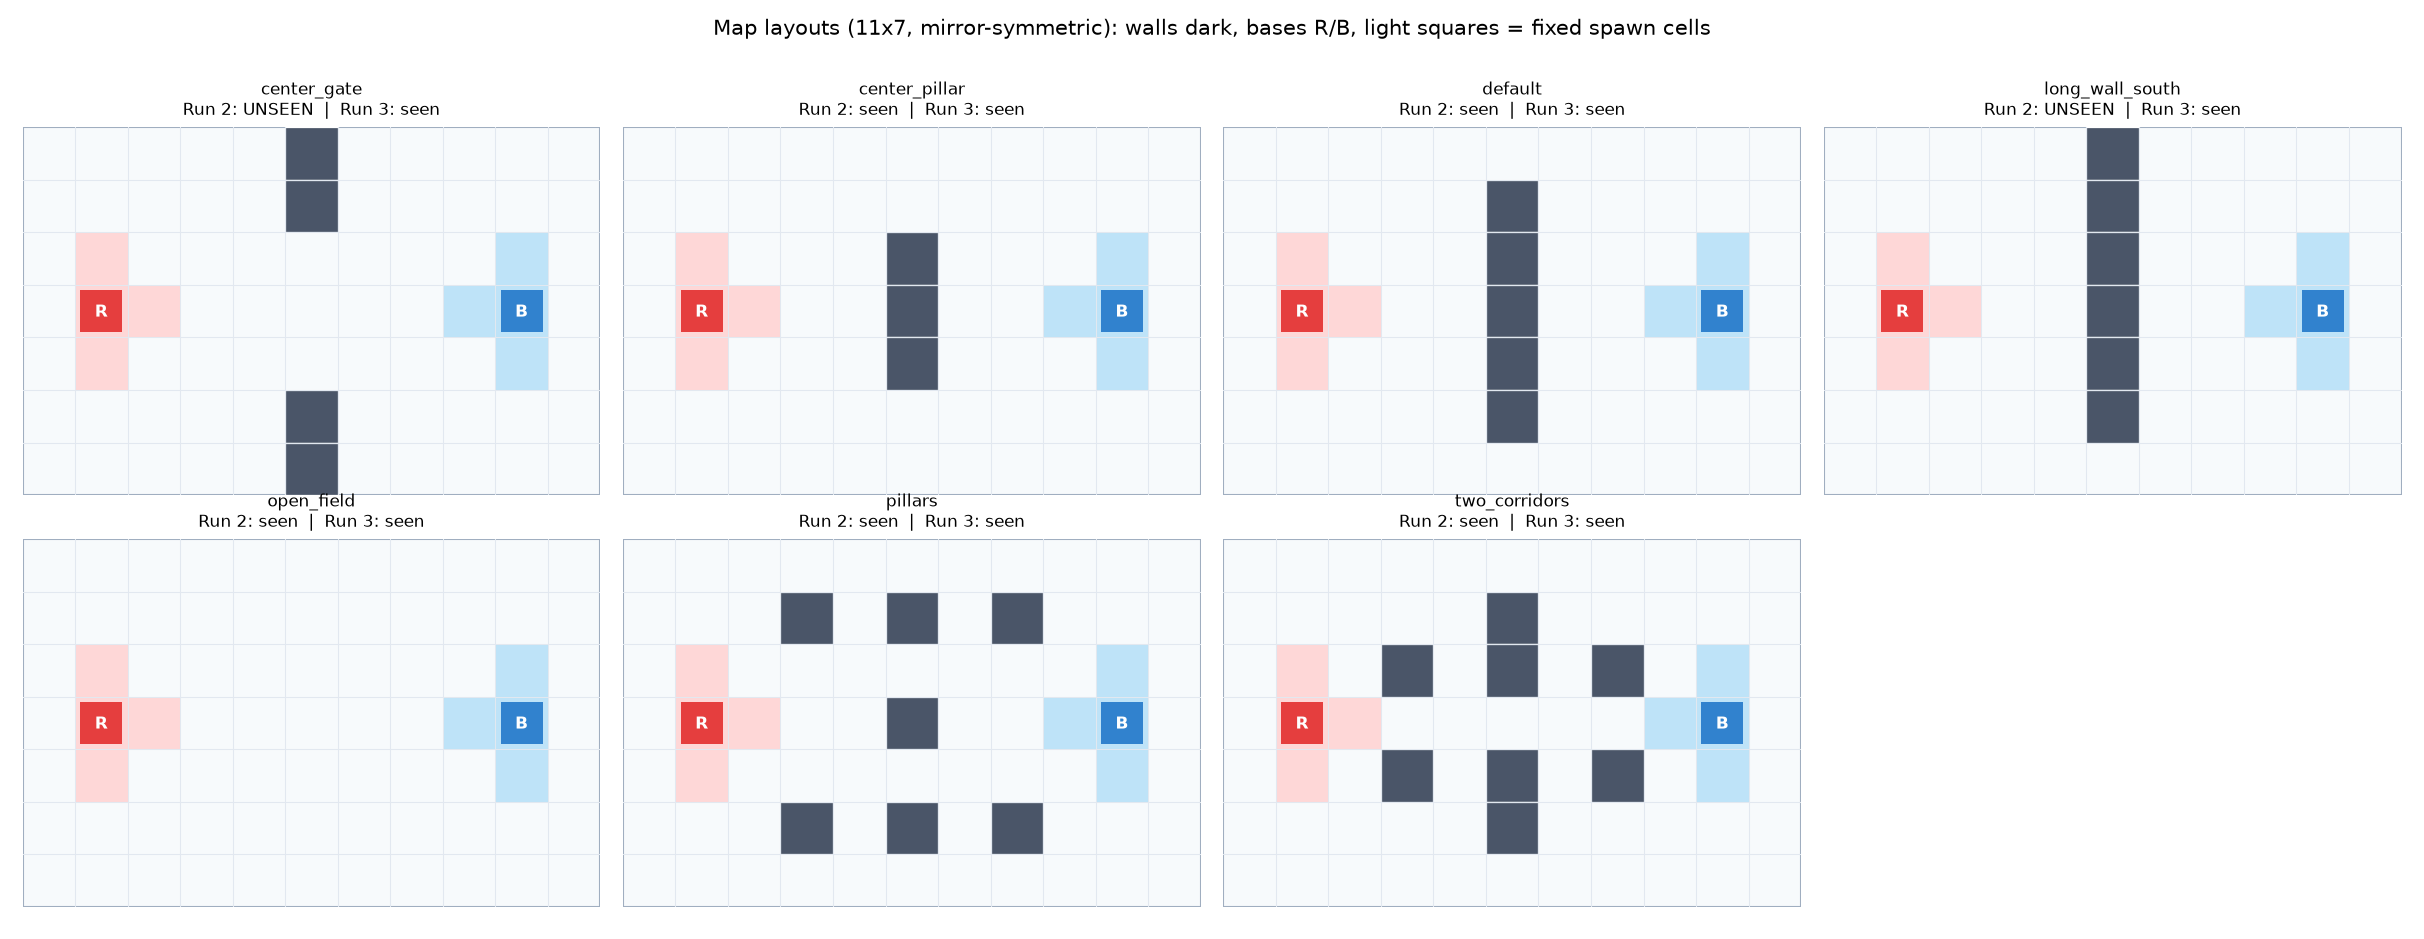 Map layouts (11x7, mirror-symmetric): walls dark, bases R/B, light squares = fixed spawn cells
center_gate
Run 2: UNSEEN | Run 3: seen
center_pillar
Run 2: seen | Run 3: seen
default
Run 2: seen | Run 3: seen
long_wall_south
Run 2: UNSEEN | Run 3: seen
R
B
R
B
R
B
R
B
open_field
Run 2: seen | Run 3: seen
pillars
Run 2: seen | Run 3: seen
two_corridors
Run 2: seen | Run 3: seen
R
B
R
B
R
B